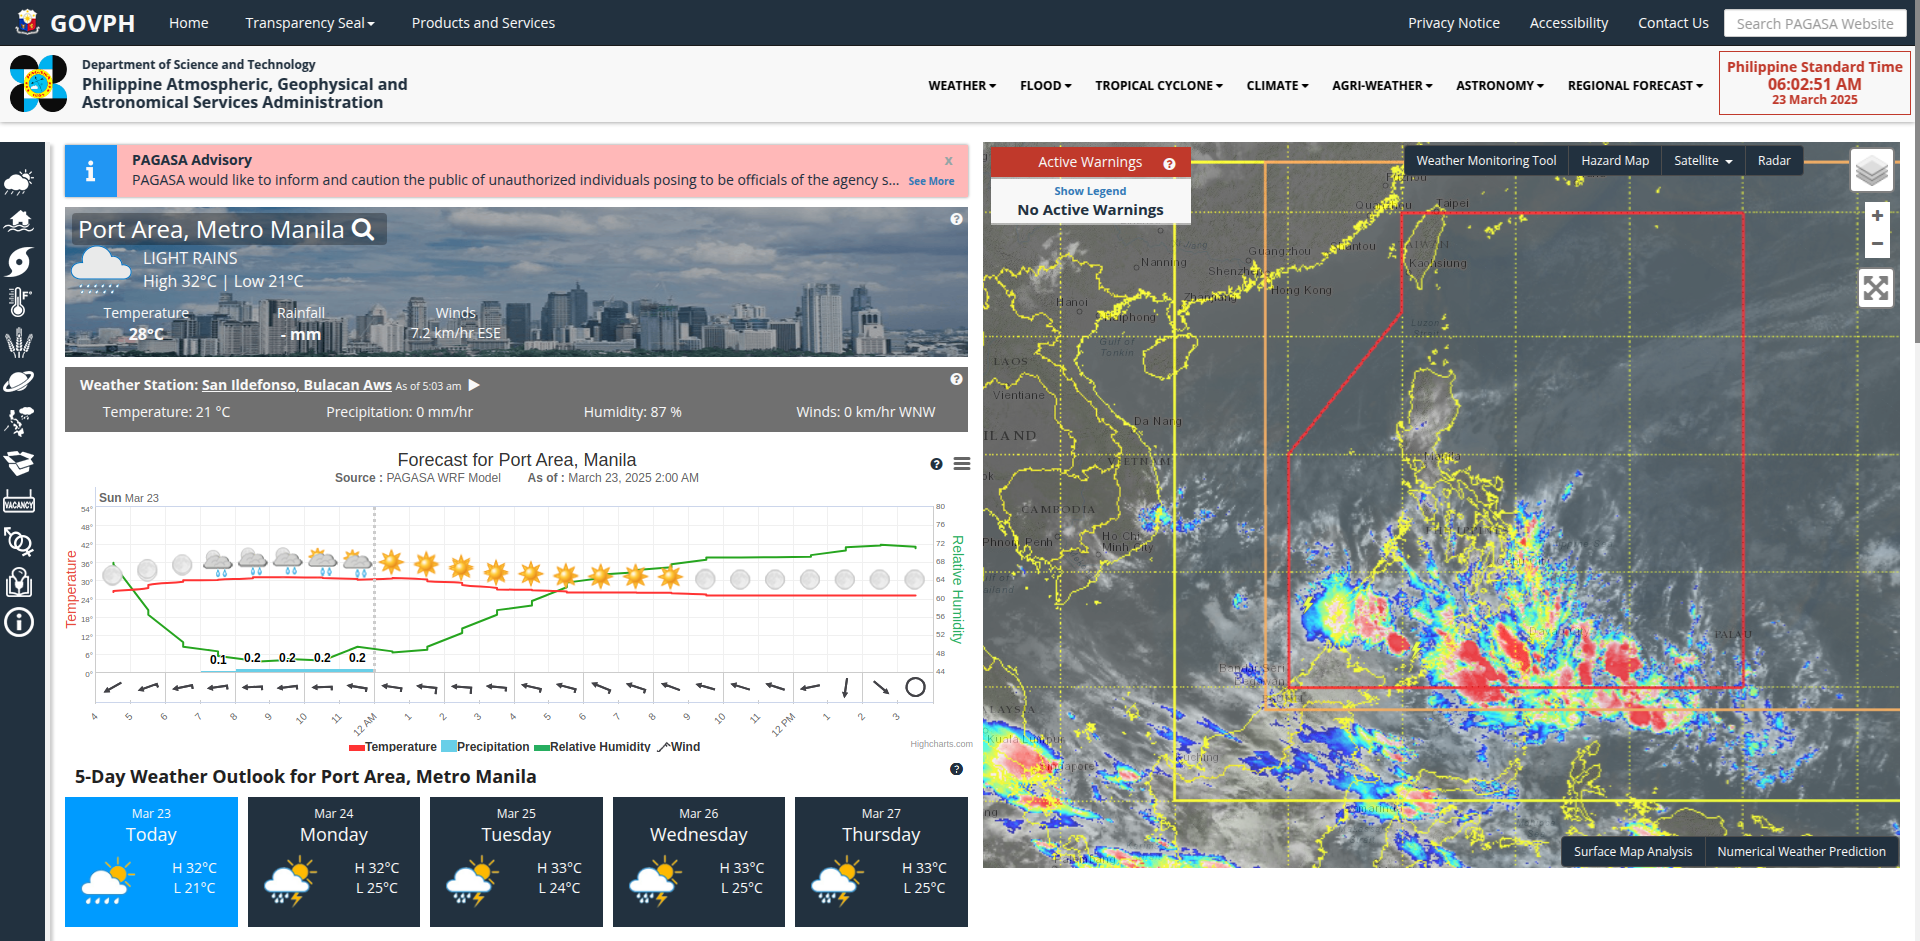 GOVPH
Home
Transparency Seal
Products and Services
Privacy Notice
Accessibility
Contact Us
Search PAGASA Website
Department of Science and Technology
Philippine Atmospheric, Geophysical and
Astronomical Services Administration
WEATHER
FLOOD
TROPICAL CYCLONE
CLIMATE
AGRI-WEATHER
ASTRONOMY
REGIONAL FORECAST
Philippine Standard Time
06:02:51 AM
23 March 2025
PAGASA Advisory
x
PAGASA would like to inform and caution the public of unauthorized individuals posing to be officials of the agency s... See More
Port Area, Metro Manila
LIGHT RAINS
High 32°C | Low 21°C
Temperature
Rainfall
Winds
28°C
- mm
7.2 km/hr ESE
Weather Station: San Ildefonso, Bulacan Aws As of 5:03 am
Temperature: 21 °C
Precipitation: 0 mm/hr
Humidity: 87 %
Winds: 0 km/hr WNW
Forecast for Port Area, Manila
Source : PAGASA WRF Model As of : March 23, 2025 2:00 AM
Sun Mar 23
Temperature
54°
48°
42°
36°
30°
24°
18°
12°
6°
0°
80
76
72
68
64
60
56
52
48
44
Relative Humidity
0.1
0.2
0.2
0.2
0.2
4
5
6
7
8
9
10
11
12 AM
1
2
3
4
5
6
7
8
9
10
11
12 PM
1
2
3
Temperature
Precipitation
Relative Humidity
Wind
Highcharts.com
5-Day Weather Outlook for Port Area, Metro Manila
Mar 23
Today
H 32°C
L 21°C
Mar 24
Monday
H 32°C
L 25°C
Mar 25
Tuesday
H 33°C
L 24°C
Mar 26
Wednesday
H 33°C
L 25°C
Mar 27
Thursday
H 33°C
L 25°C
Active Warnings
Show Legend
No Active Warnings
Weather Monitoring Tool
Hazard Map
Satellite
Radar
+
−
Taipei
Guangzhou
Shantou
TAIWAN
Nanning
Shenzhen
Kaohsiung
Hong Kong
Zhanjiang
Hanoi
Haiphong
Luzon
Gulf of
Tonkin
LAOS
Vientiane
Da Nang
ILAND
VIETNAM
Manila
CAMBODIA
Phnom Penh
Ho Chi
Minh City
PALAU
Bandar Seri
ALAYSIA
Kuala Lumpur
Singapore
Kuching
Surface Map Analysis
Numerical Weather Prediction